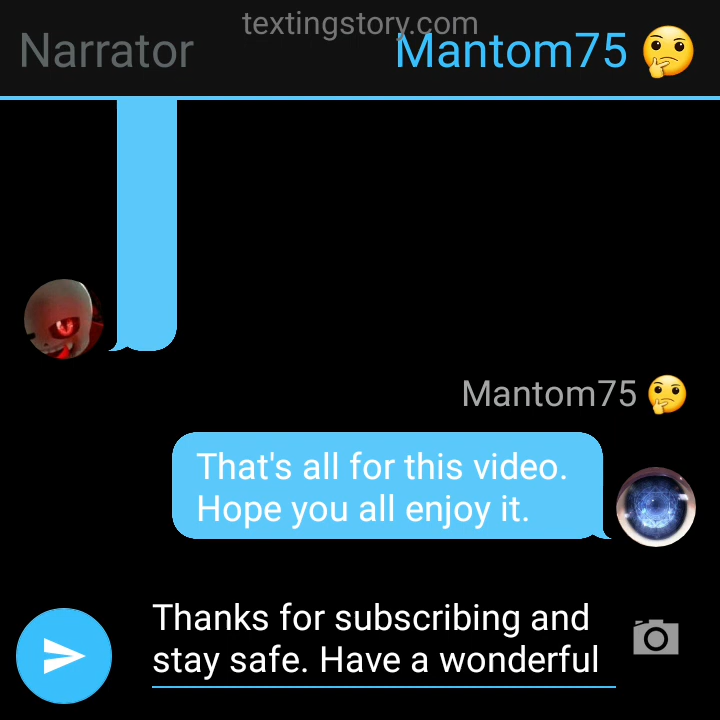 textingstory.com
Narrator
Mantom75 🤔
Mantom75 🤔
That's all for this video.
Hope you all enjoy it.
Thanks for subscribing and
stay safe. Have a wonderful